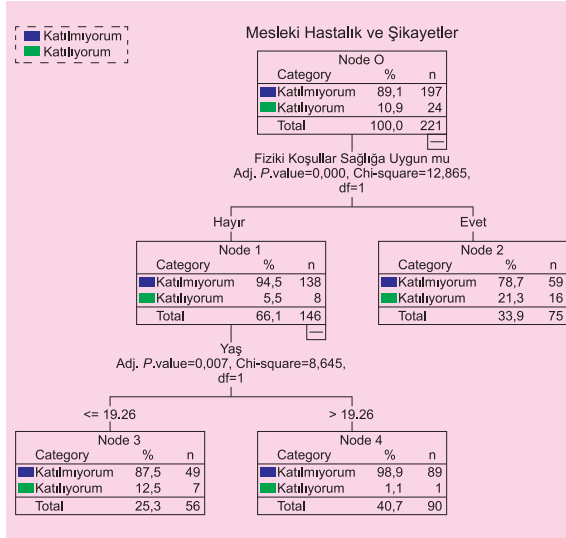 Katılmıyorum
Katılıyorum
Mesleki Hastalık ve Şikayetler
Node O
Category % n
Katılmıyorum 89,1 197
Katılıyorum 10,9 24
Total 100,0 221
Fiziki Koşullar Sağlığa Uygun mu
Adj. P.value=0,000, Chi-square=12,865,
df=1
Hayır Evet
Node 1
Category % n
Katılmıyorum 94,5 138
Katılıyorum 5,5 8
Total 66,1 146
Node 2
Category % n
Katılmıyorum 78,7 59
Katılıyorum 21,3 16
Total 33,9 75
Yaş
Adj. P.value=0,007, Chi-square=8,645,
df=1
<= 19.26 > 19.26
Node 3
Category % n
Katılmıyorum 87,5 49
Katılıyorum 12,5 7
Total 25,3 56
Node 4
Category % n
Katılmıyorum 98,9 89
Katılıyorum 1,1 1
Total 40,7 90